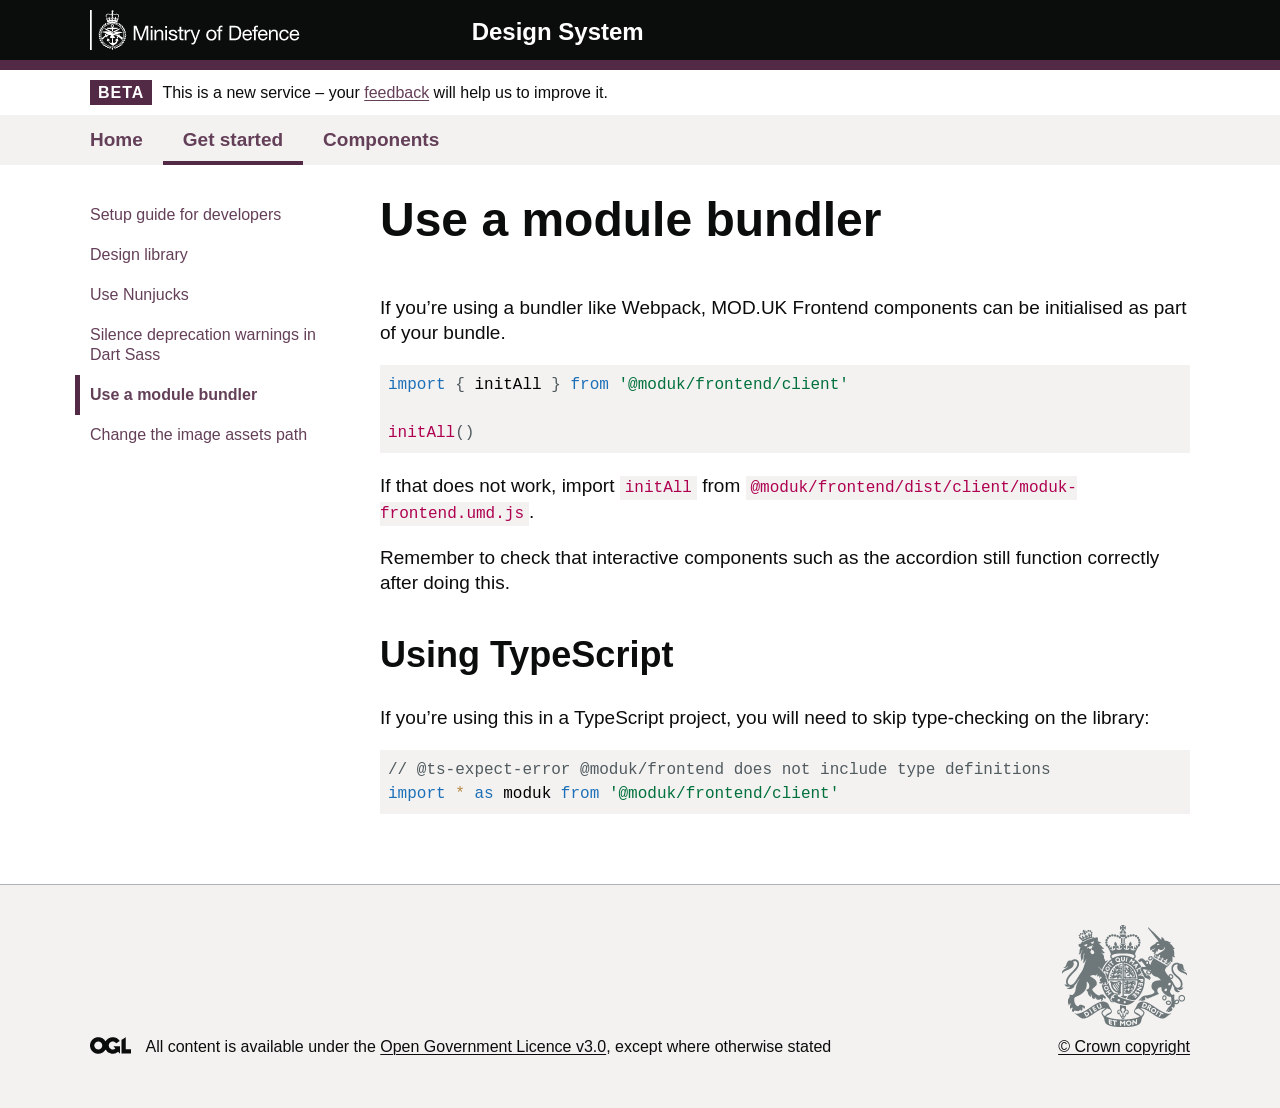 Ministry of Defence
Design System
BETA This is a new service – your feedback will help us to improve it.
Home Get started Components
Setup guide for developers
Design library
Use Nunjucks
Silence deprecation warnings in
Dart Sass
Use a module bundler
Change the image assets path
Use a module bundler
If you’re using a bundler like Webpack, MOD.UK Frontend components can be initialised as part
of your bundle.
import { initAll } from '@moduk/frontend/client'
initAll()
If that does not work, import initAll from @moduk/frontend/dist/client/moduk-
frontend.umd.js.
Remember to check that interactive components such as the accordion still function correctly
after doing this.
Using TypeScript
If you’re using this in a TypeScript project, you will need to skip type-checking on the library:
// @ts-expect-error @moduk/frontend does not include type definitions
import * as moduk from '@moduk/frontend/client'
OGL All content is available under the Open Government Licence v3.0, except where otherwise stated
© Crown copyright